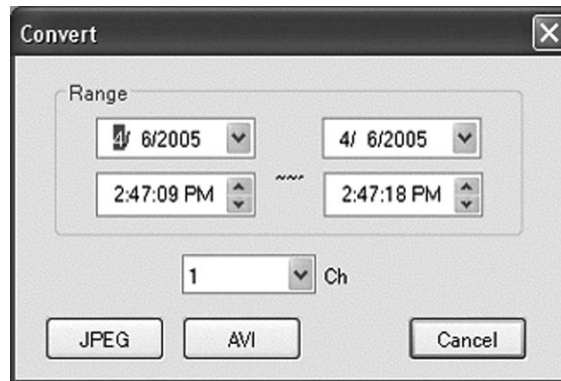 Convert
Range
4/ 6/2005 4/ 6/2005
2:47:09 PM ~~ 2:47:18 PM
1 Ch
JPEG AVI Cancel